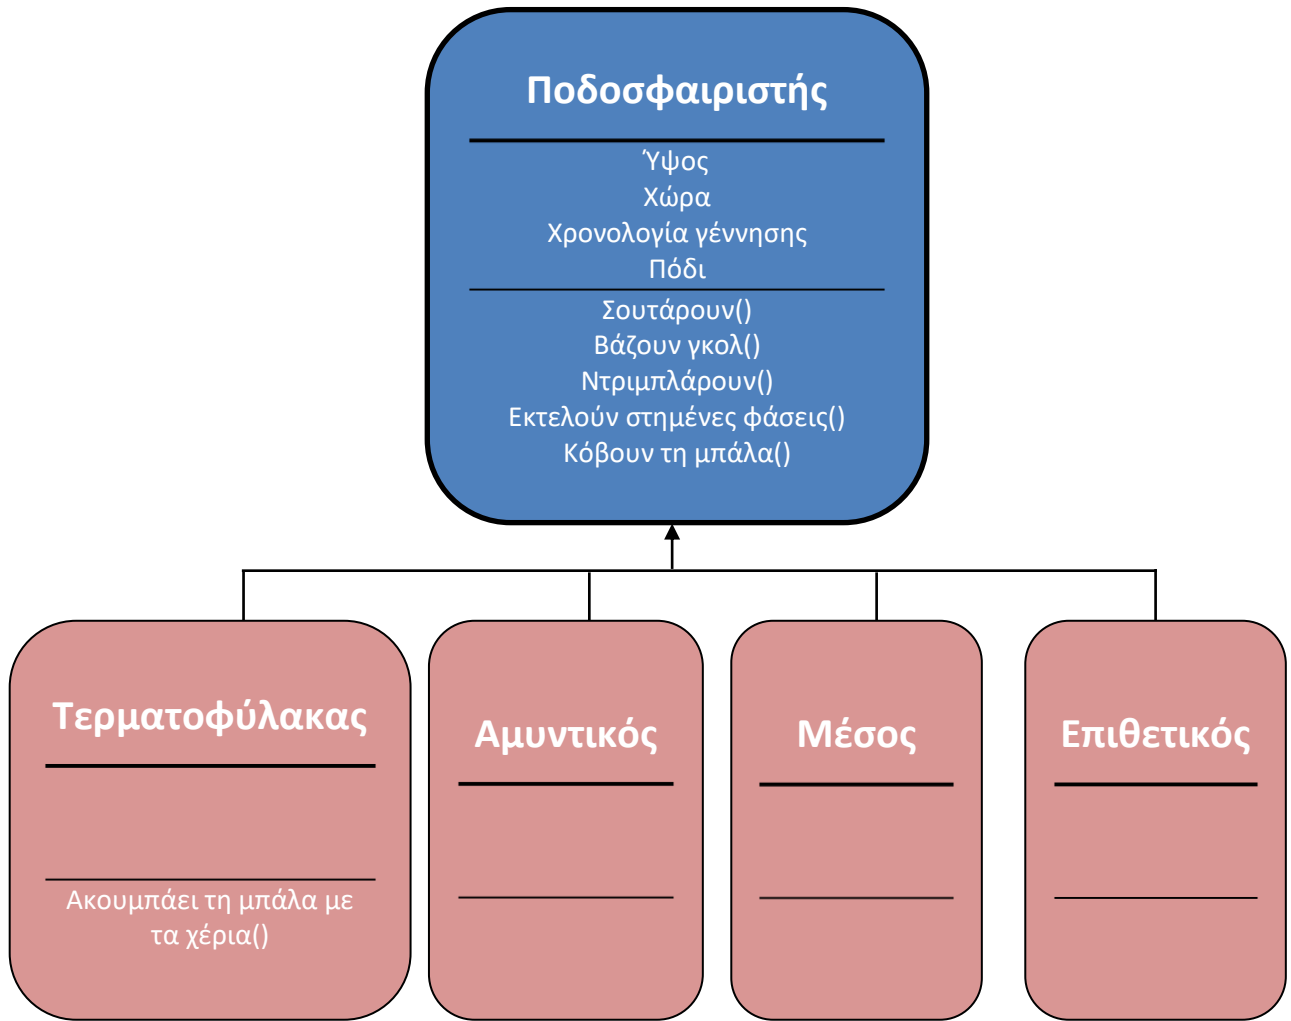 Ποδοσφαιριστής
Ύψος
Χώρα
Χρονολογία γέννησης
Πόδι
Σουτάρουν()
Βάζουν γκολ()
Ντριμπλάρουν()
Εκτελούν στημένες φάσεις()
Κόβουν τη μπάλα()
Τερματοφύλακας
Ακουμπάει τη μπάλα με
τα χέρια()
Αμυντικός
Μέσος
Επιθετικός